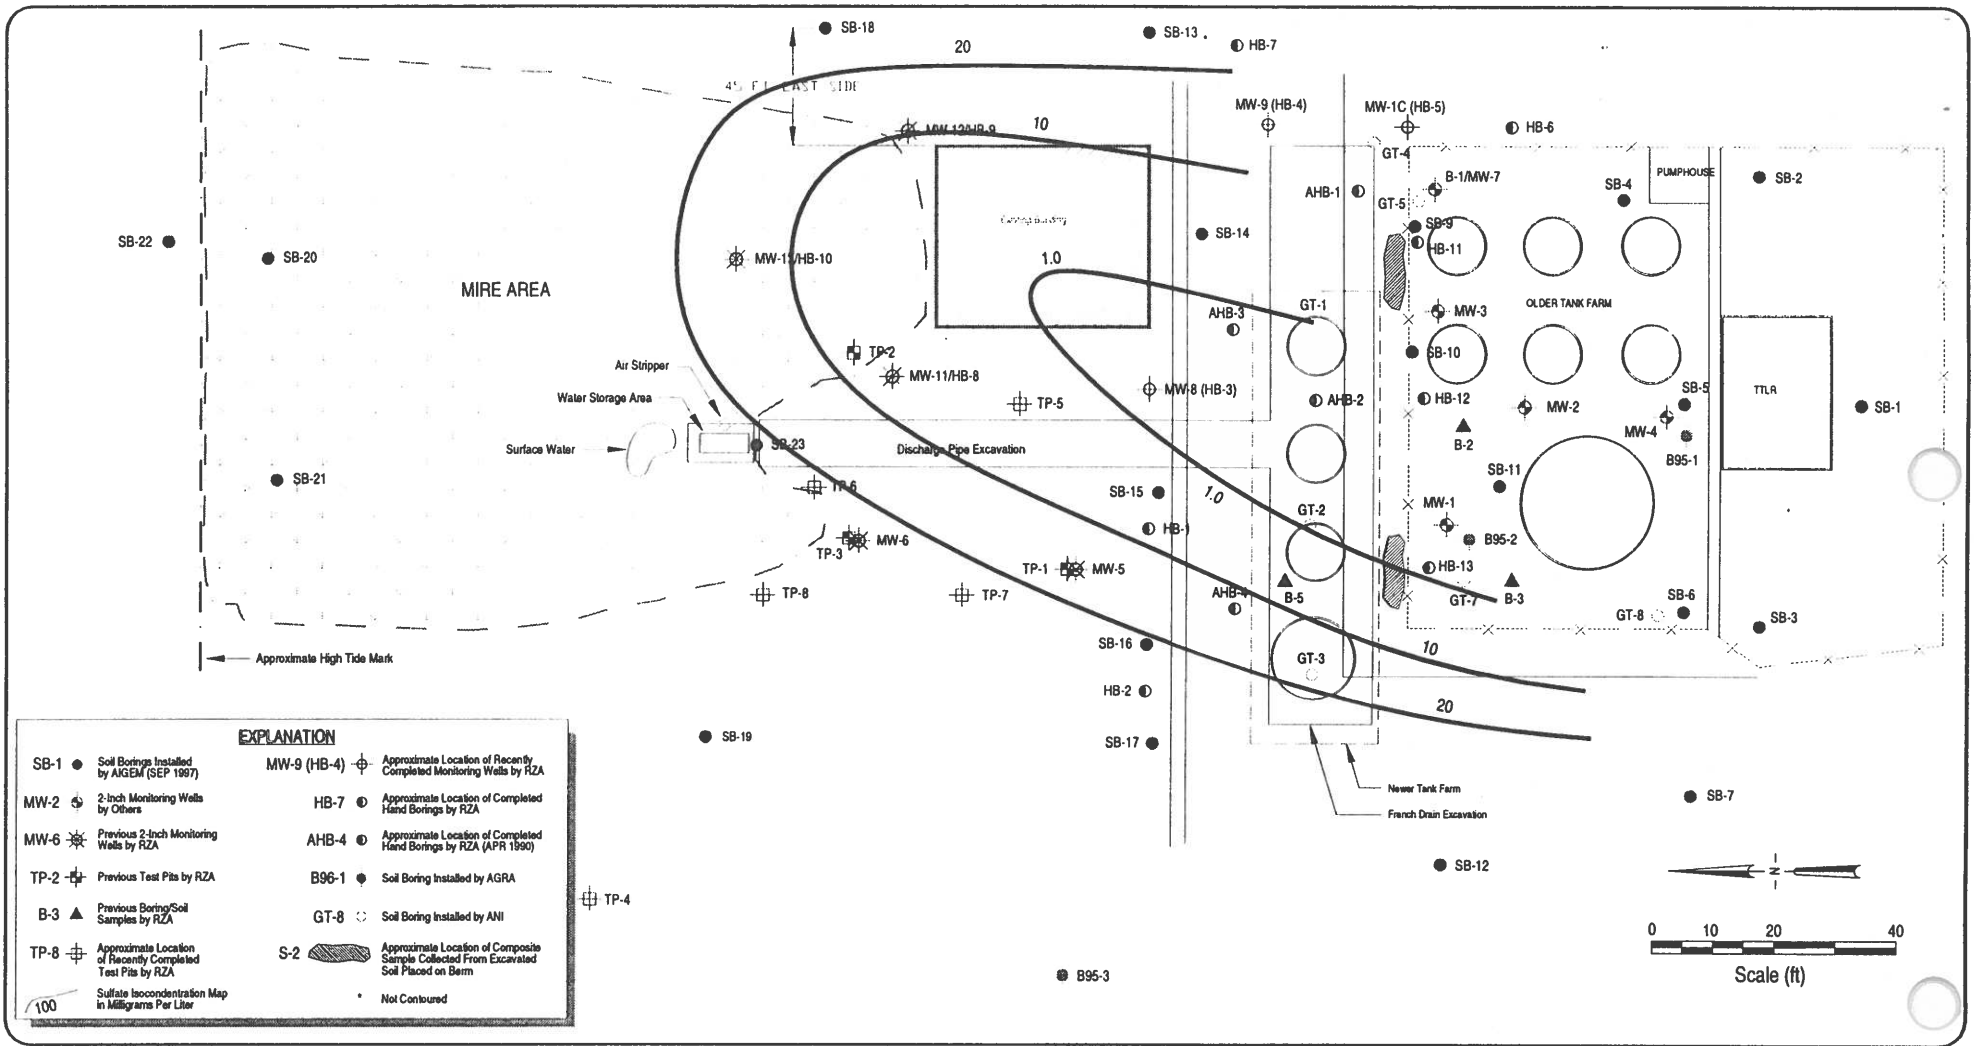 SB-18
SB-13
HB-7
20
45 FT EAST SIDE
MW-9 (HB-4)
MW-1C (HB-5)
HB-6
MW-12/HB-9
10
GT-4
PUMPHOUSE
B-1/MW-7
SB-2
AHB-1
GT-5
SB-4
SB-9
SB-14
HB-11
SB-22
SB-20
MW-13/HB-10
1.0
MIRE AREA
GT-1
OLDER TANK FARM
AHB-3
MW-3
TP-2
SB-10
Air Stripper
MW-11/HB-8
MW-8 (HB-3)
SB-5
TTLR
Water Storage Area
TP-5
AHB-2
HB-12
MW-2
SB-1
MW-4
Surface Water
SB-23
Discharge Pipe Excavation
B-2
B95-1
SB-21
TP-6
SB-15
1.0
SB-11
GT-2
MW-1
HB-1
TP-3
MW-6
B95-2
TP-1
MW-5
HB-13
TP-8
TP-7
AHB-4
B-5
GT-7
B-3
GT-8
SB-6
SB-3
SB-16
Approximate High Tide Mark
GT-3
10
HB-2
20
SB-19
SB-17
Newer Tank Farm
SB-7
French Drain Excavation
SB-12
N
TP-4
B95-3
0 10 20 40
Scale (ft)
EXPLANATION
SB-1
Soil Borings Installed
by AIGEM (SEP 1997)
MW-2
2-Inch Monitoring Wells
by Others
MW-6
Previous 2-Inch Monitoring
Wells by RZA
TP-2
Previous Test Pits by RZA
B-3
Previous Boring/Soil
Samples by RZA
TP-8
Approximate Location
of Recently Completed
Test Pits by RZA
100
Sulfate Isocondentration Map
in Milligrams Per Liter
MW-9 (HB-4)
Approximate Location of Recently
Completed Monitoring Wells by RZA
HB-7
Approximate Location of Completed
Hand Borings by RZA
AHB-4
Approximate Location of Completed
Hand Borings by RZA (APR 1990)
B96-1
Soil Boring Installed by AGRA
GT-8
Soil Boring Installed by ANI
S-2
Approximate Location of Composite
Sample Collected From Excavated
Soil Placed on Berm
* Not Contoured